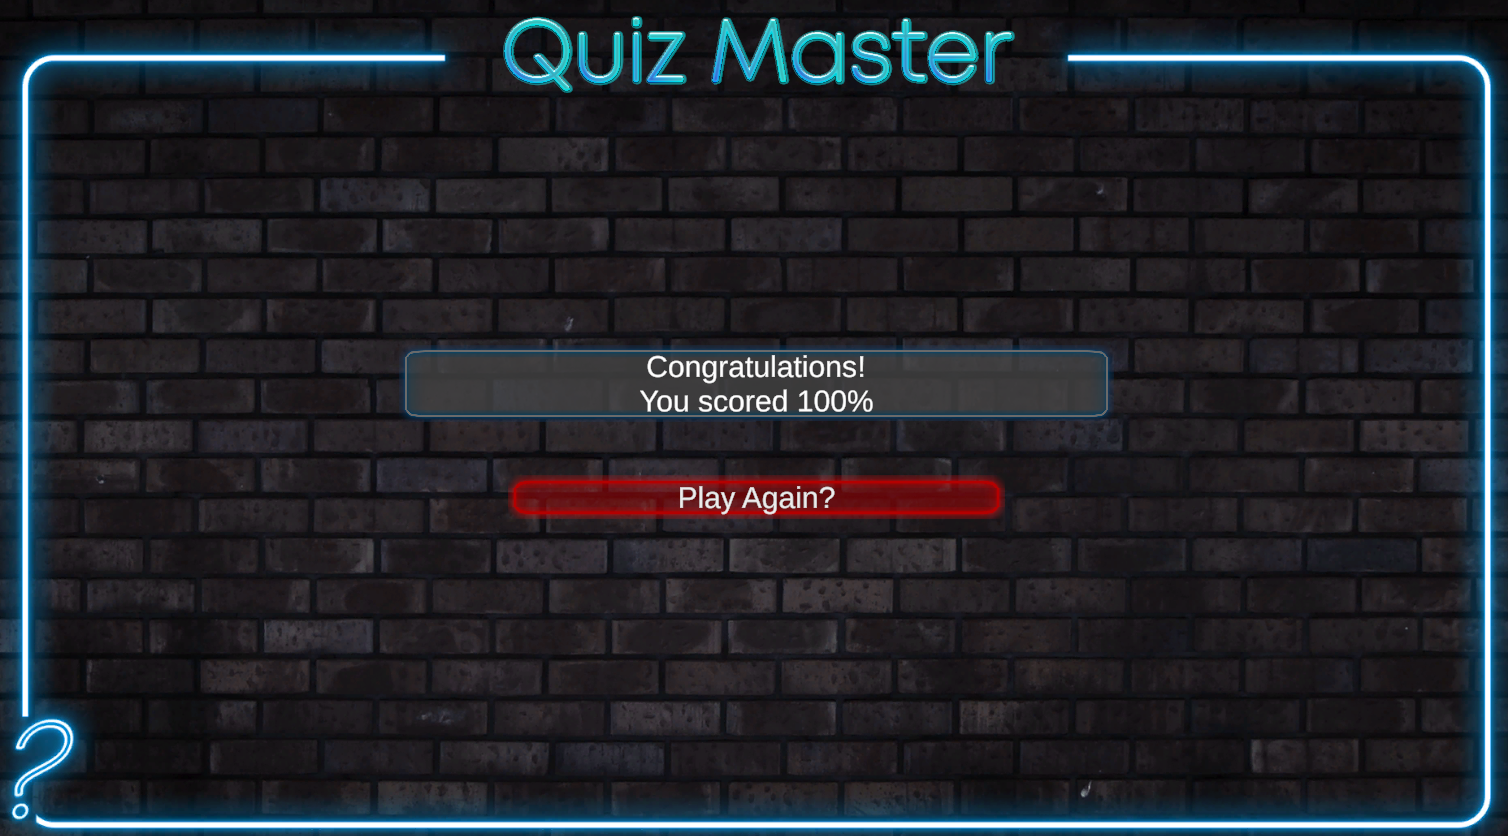 Quiz Master
Congratulations!
You scored 100%
Play Again?
?